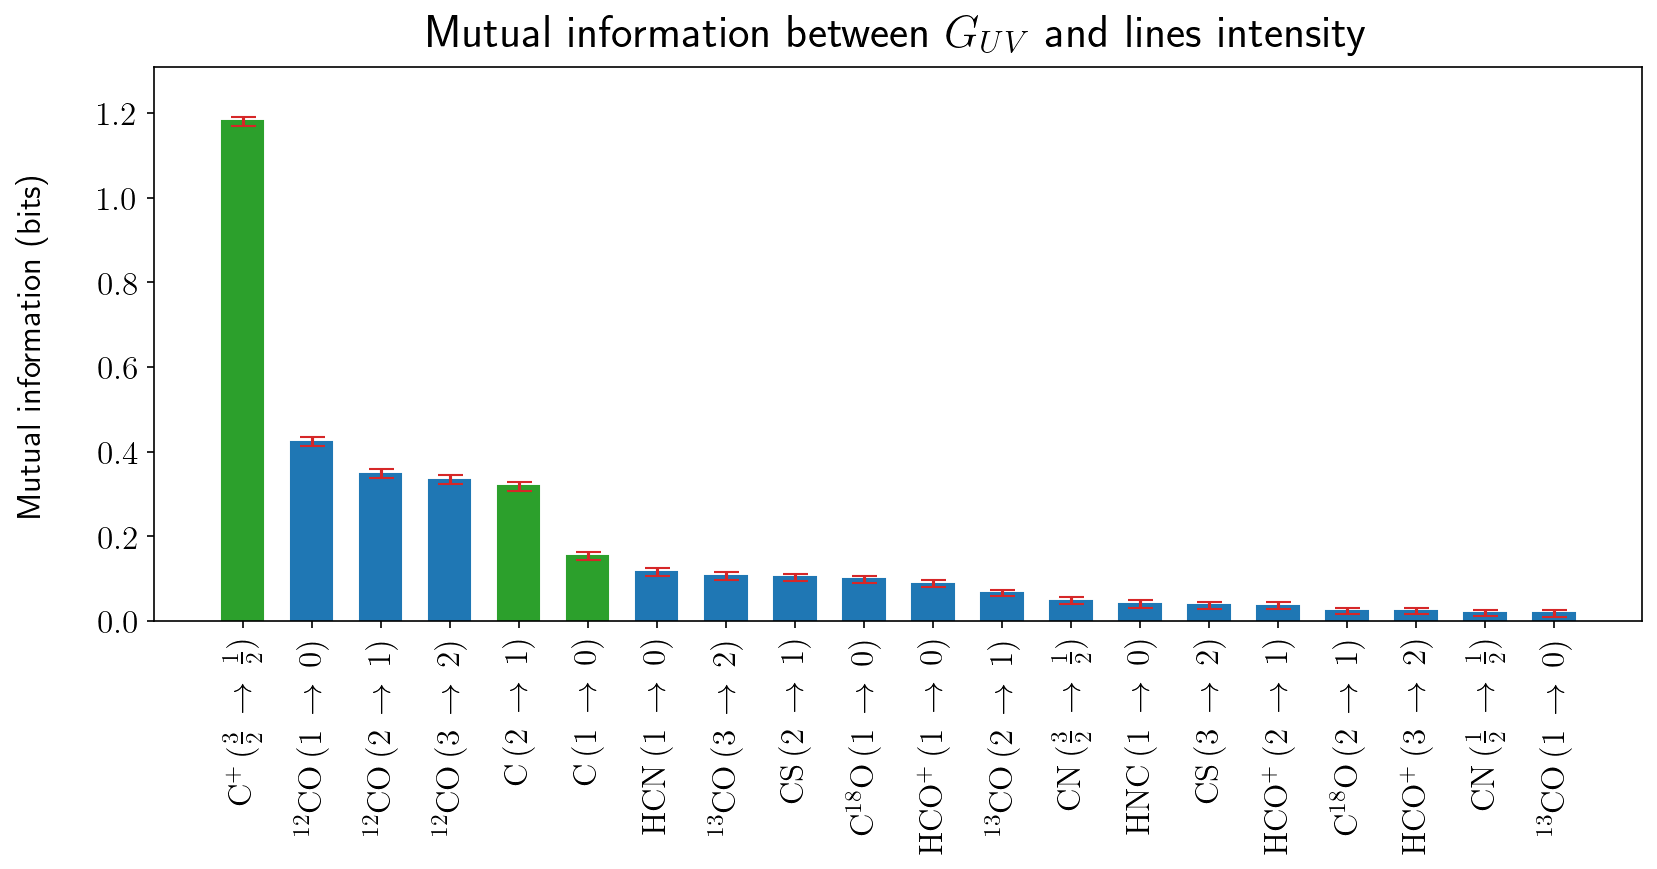 Mutual information between G_{UV} and lines intensity
Mutual information (bits)
1.2
1.0
0.8
0.6
0.4
0.2
0.0
C⁺ (3/2 → 1/2)
¹²CO (1 → 0)
¹²CO (2 → 1)
¹²CO (3 → 2)
C (2 → 1)
C (1 → 0)
HCN (1 → 0)
¹³CO (3 → 2)
CS (2 → 1)
C¹⁸O (1 → 0)
HCO⁺ (1 → 0)
¹³CO (2 → 1)
CN (3/2 → 1/2)
HNC (1 → 0)
CS (3 → 2)
HCO⁺ (2 → 1)
C¹⁸O (2 → 1)
HCO⁺ (3 → 2)
CN (1/2 → 1/2)
¹³CO (1 → 0)